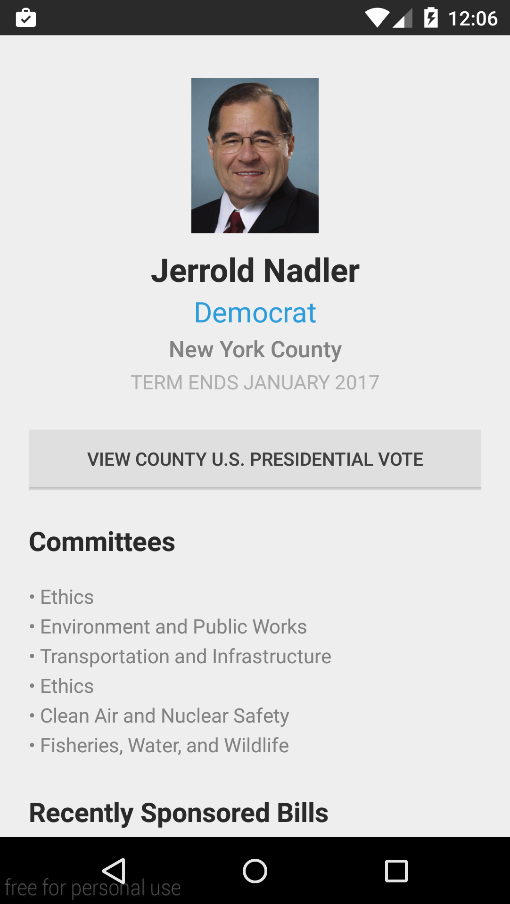 12:06
Jerrold Nadler
Democrat
New York County
TERM ENDS JANUARY 2017
VIEW COUNTY U.S. PRESIDENTIAL VOTE
Committees
• Ethics
• Environment and Public Works
• Transportation and Infrastructure
• Ethics
• Clean Air and Nuclear Safety
• Fisheries, Water, and Wildlife
Recently Sponsored Bills
free for personal use